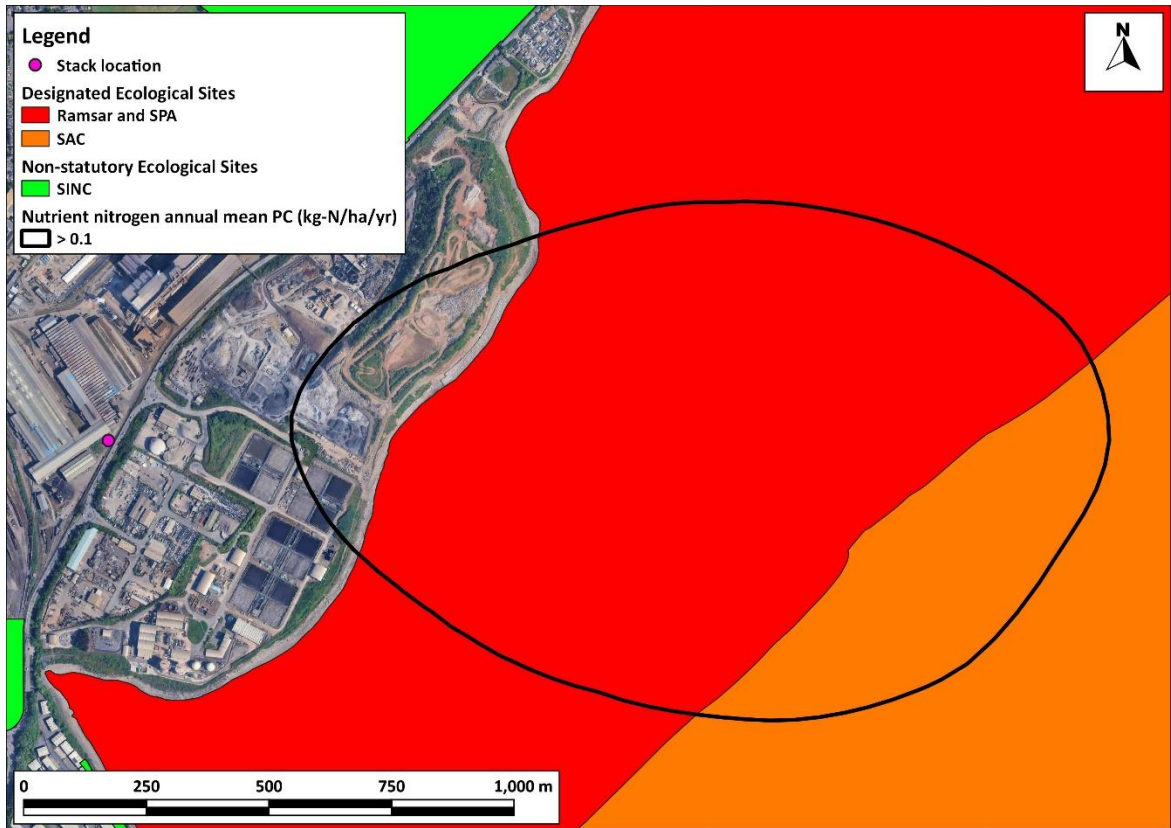 Legend
Stack location
Designated Ecological Sites
Ramsar and SPA
SAC
Non-statutory Ecological Sites
SINC
Nutrient nitrogen annual mean PC (kg-N/ha/yr)
> 0.1
N
0 250 500 750 1,000 m